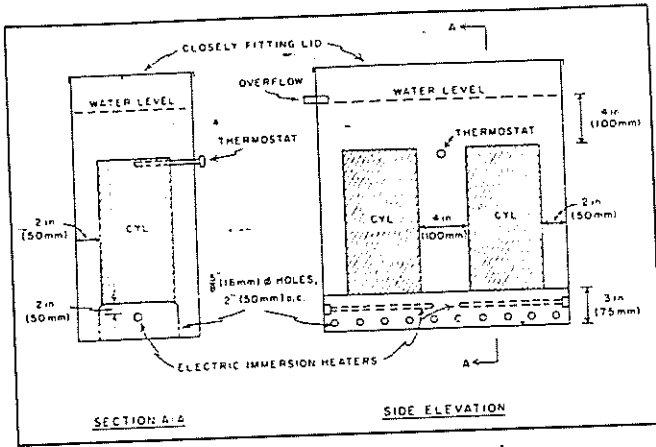 CLOSELY FITTING LID
A
OVERFLOW
WATER LEVEL
WATER LEVEL
4 in
(100mm)
THERMOSTAT
THERMOSTAT
2 in
(50mm)
CYL
CYL
4 in
(100mm)
CYL
2 in
(50mm)
5/8" (16mm) Ø HOLES,
2" (50mm) o.c.
2 in
(50mm)
3 in
(75mm)
ELECTRIC IMMERSION HEATERS
A
SECTION A-A
SIDE ELEVATION